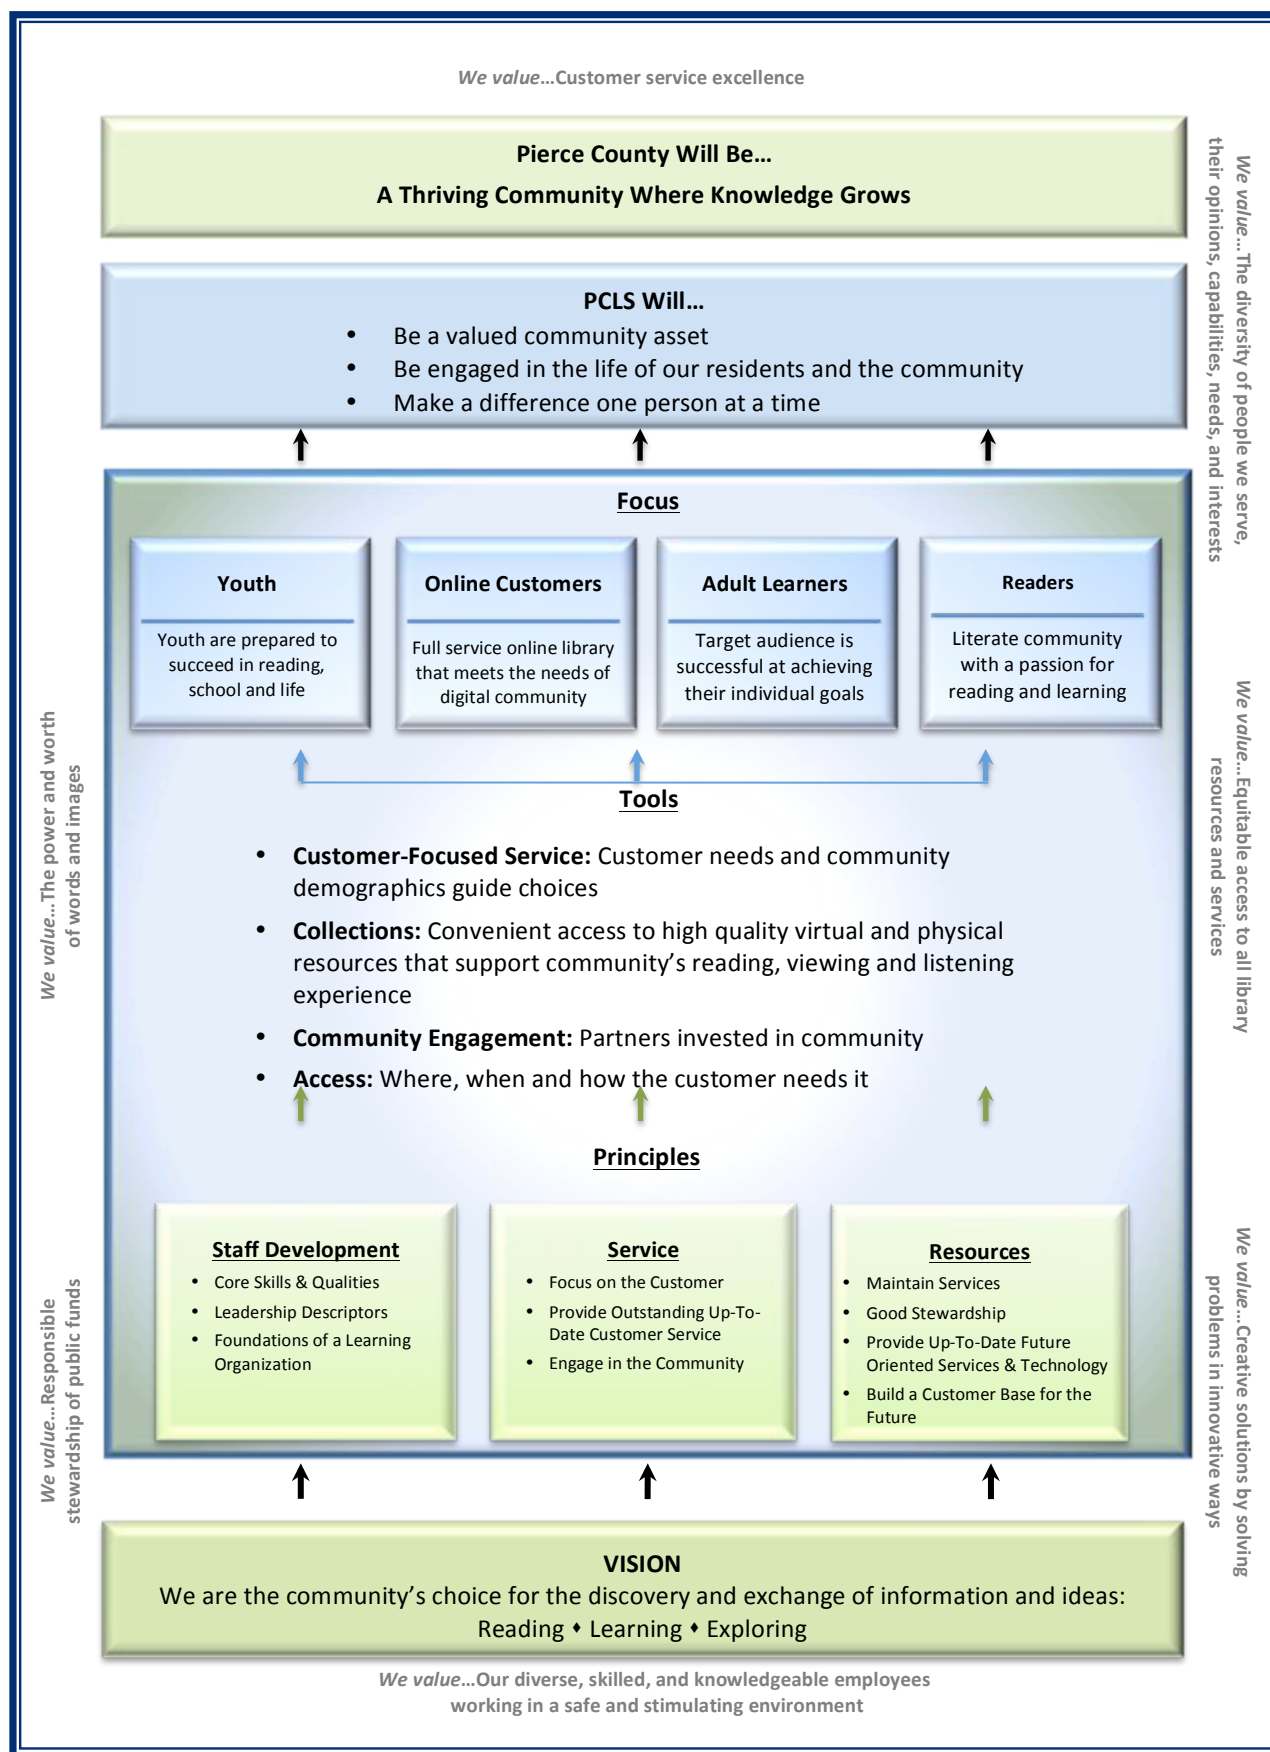 We value…Customer service excellence
Pierce County Will Be…
A Thriving Community Where Knowledge Grows
We value…The diversity of people we serve,
their opinions, capabilities, needs, and interests
PCLS Will…
• Be a valued community asset
• Be engaged in the life of our residents and the community
• Make a difference one person at a time
Focus
Youth
Youth are prepared to
succeed in reading,
school and life
Online Customers
Full service online library
that meets the needs of
digital community
Adult Learners
Target audience is
successful at achieving
their individual goals
Readers
Literate community
with a passion for
reading and learning
We value…The power and worth
of words and images
We value…Equitable access to all library
resources and services
Tools
• Customer-Focused Service: Customer needs and community
demographics guide choices
• Collections: Convenient access to high quality virtual and physical
resources that support community’s reading, viewing and listening
experience
• Community Engagement: Partners invested in community
• Access: Where, when and how the customer needs it
Principles
Staff Development
• Core Skills & Qualities
• Leadership Descriptors
• Foundations of a Learning
Organization
Service
• Focus on the Customer
• Provide Outstanding Up-To-
Date Customer Service
• Engage in the Community
Resources
• Maintain Services
• Good Stewardship
• Provide Up-To-Date Future
Oriented Services & Technology
• Build a Customer Base for the
Future
We value…Responsible
stewardship of public funds
We value…Creative solutions by solving
problems in innovative ways
VISION
We are the community’s choice for the discovery and exchange of information and ideas:
Reading ♦ Learning ♦ Exploring
We value…Our diverse, skilled, and knowledgeable employees
working in a safe and stimulating environment